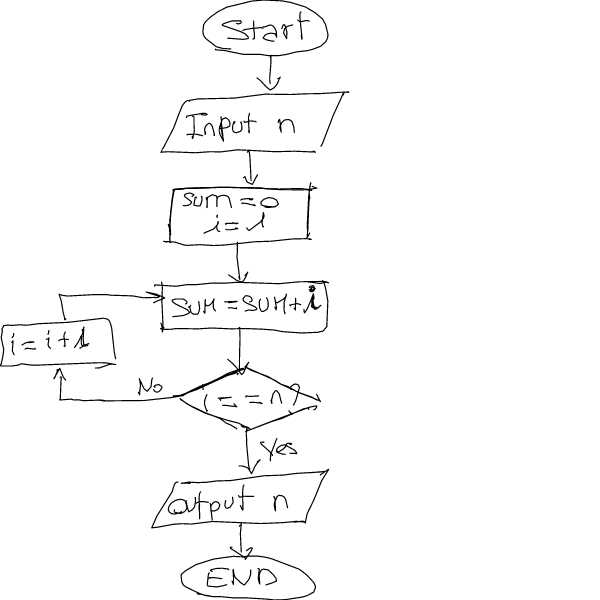 Start
Input n
sum = 0
i = 1
SUM = SUM + i
i = i + 1
No
i = = n?
Yes
Output n
END